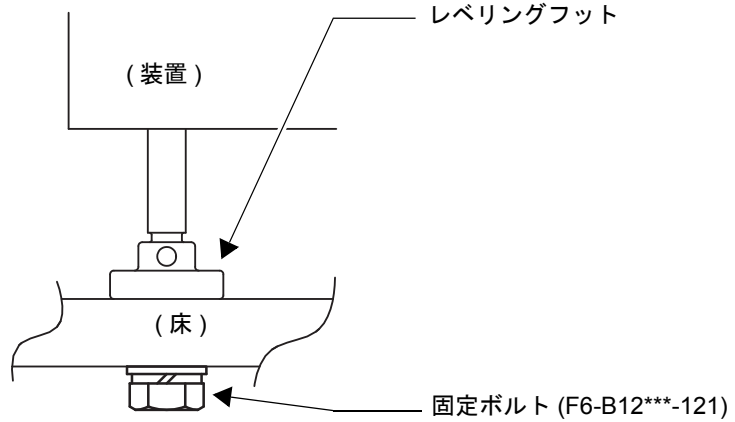 レベリングフット
( 装置 )
( 床 )
固定ボルト (F6-B12***-121)